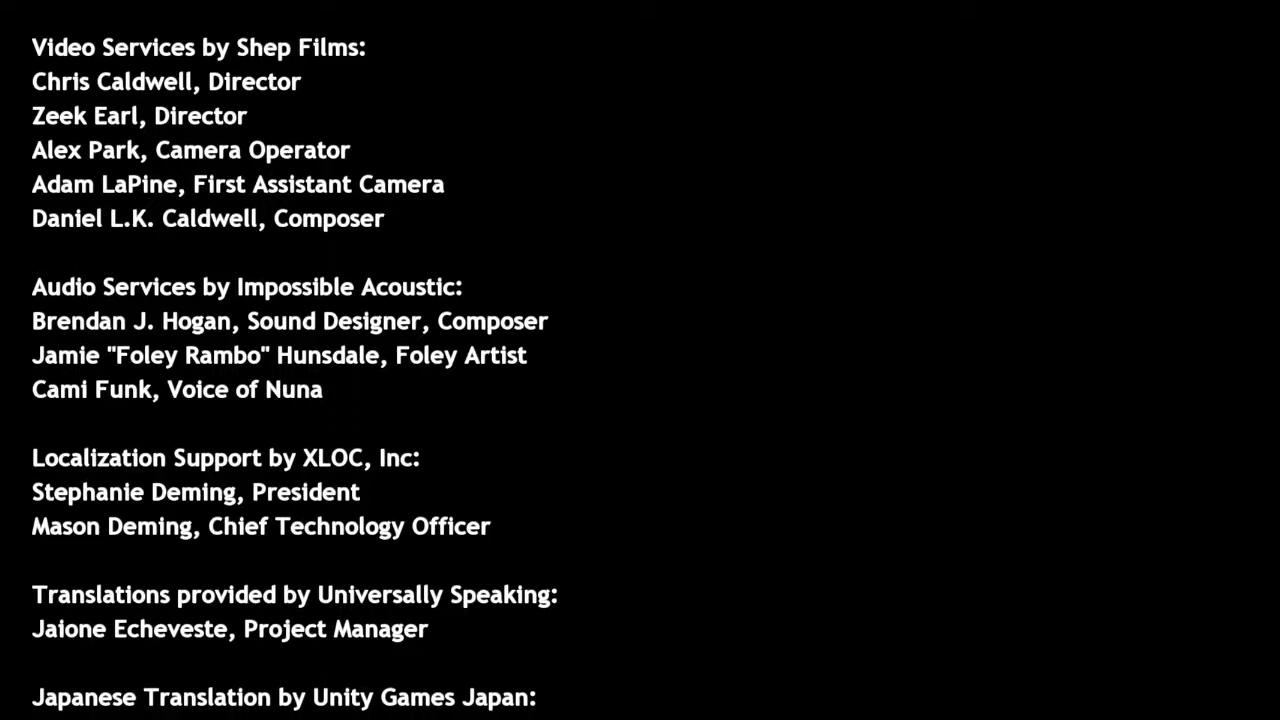 Video Services by Shep Films:
Chris Caldwell, Director
Zeek Earl, Director
Alex Park, Camera Operator
Adam LaPine, First Assistant Camera
Daniel L.K. Caldwell, Composer
Audio Services by Impossible Acoustic:
Brendan J. Hogan, Sound Designer, Composer
Jamie "Foley Rambo" Hunsdale, Foley Artist
Cami Funk, Voice of Nuna
Localization Support by XLOC, Inc:
Stephanie Deming, President
Mason Deming, Chief Technology Officer
Translations provided by Universally Speaking:
Jaione Echeveste, Project Manager
Japanese Translation by Unity Games Japan: